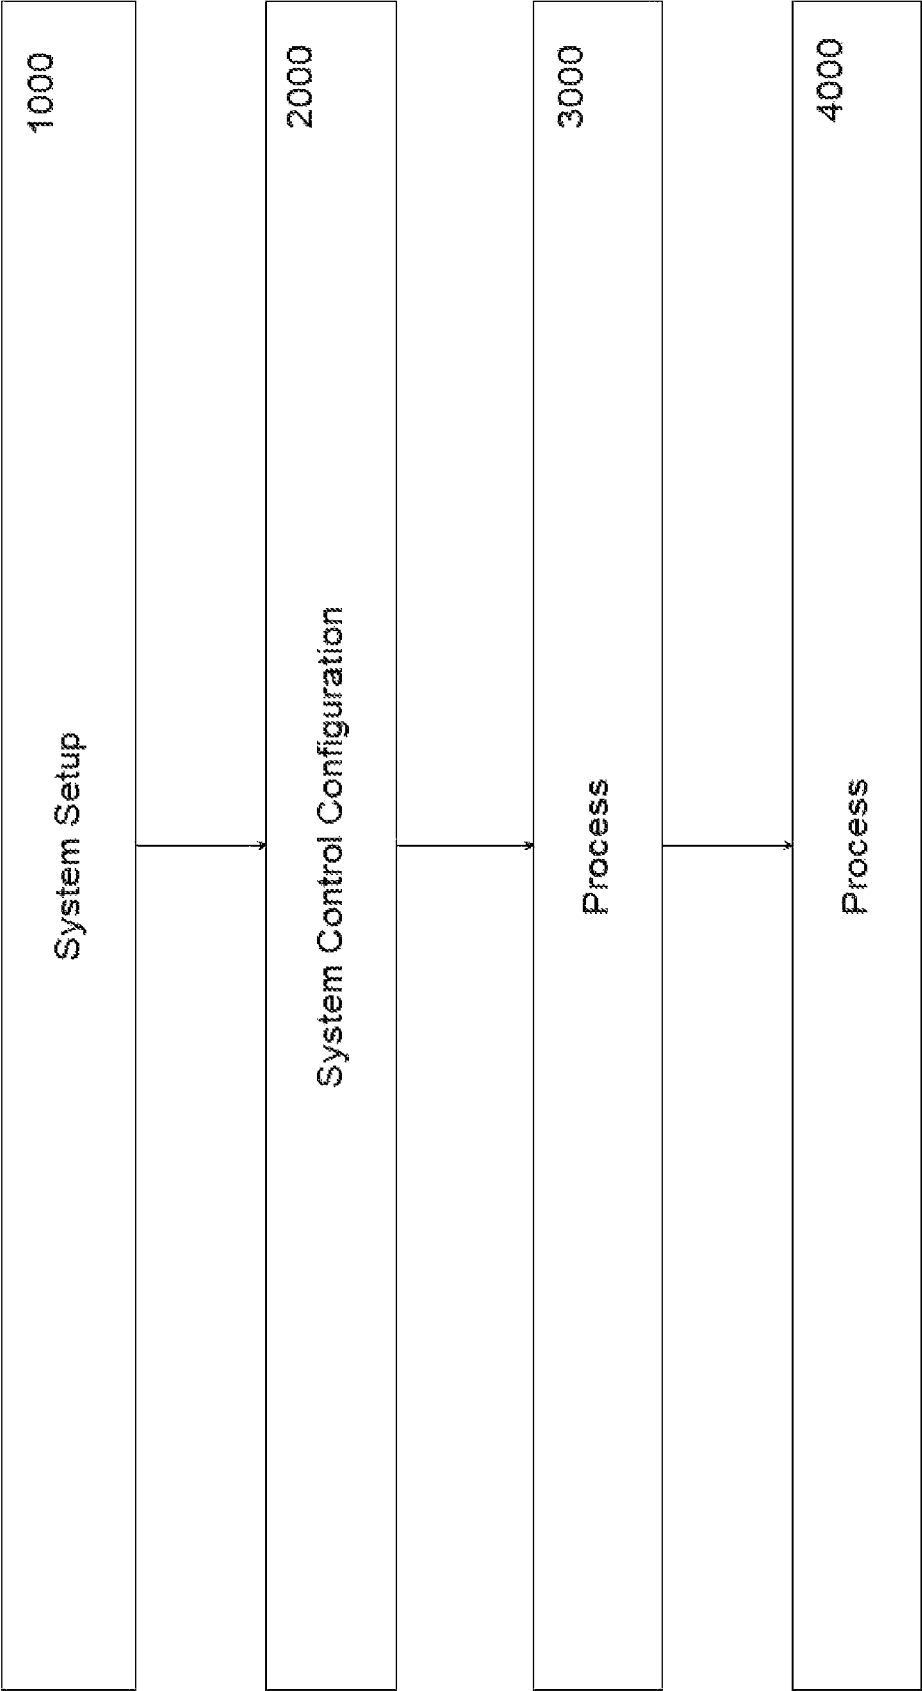 1000
System Setup
2000
System Control Configuration
3000
Process
4000
Process